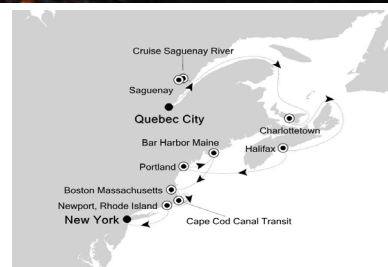 Cruise Saguenay River
Saguenay
Quebec City
Charlottetown
Bar Harbor Maine
Halifax
Portland
Boston Massachusetts
Newport, Rhode Island
New York
Cape Cod Canal Transit